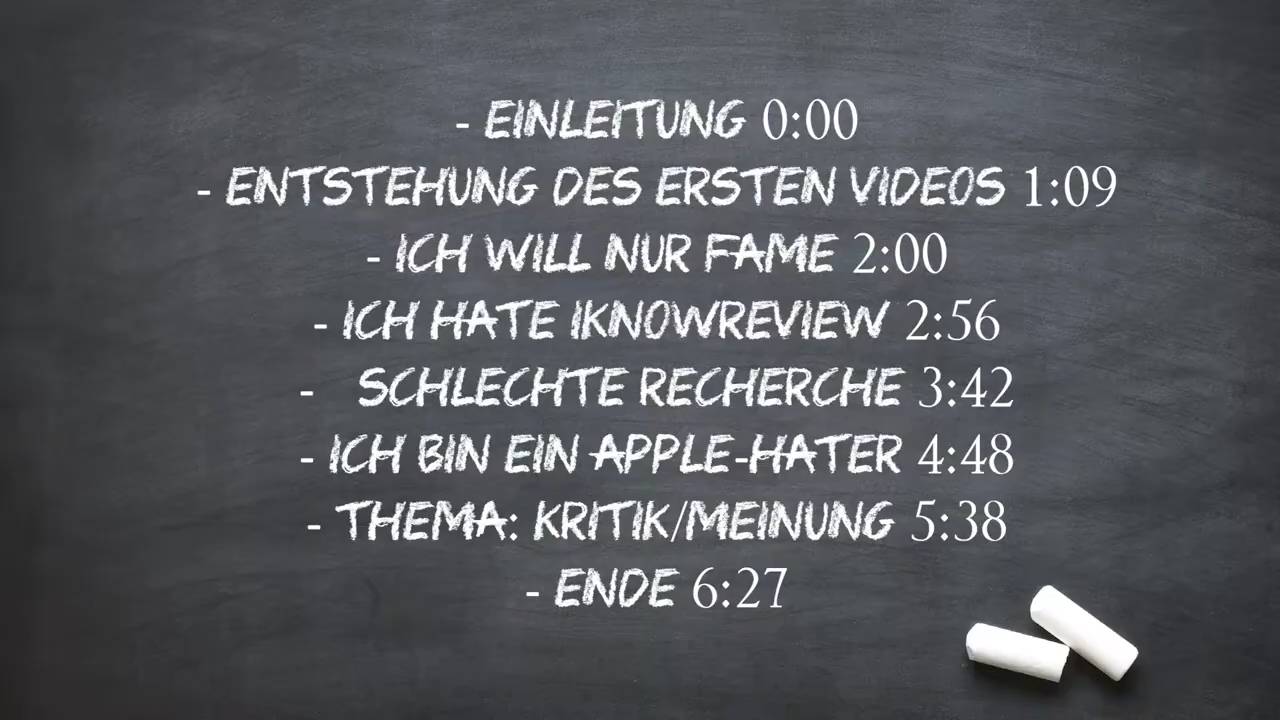 - EINLEITUNG 0:00
- ENTSTEHUNG DES ERSTEN VIDEOS 1:09
- ICH WILL NUR FAME 2:00
- ICH HATE IKNOWREVIEW 2:56
- SCHLECHTE RECHERCHE 3:42
- ICH BIN EIN APPLE-HATER 4:48
- THEMA: KRITIK/MEINUNG 5:38
- ENDE 6:27